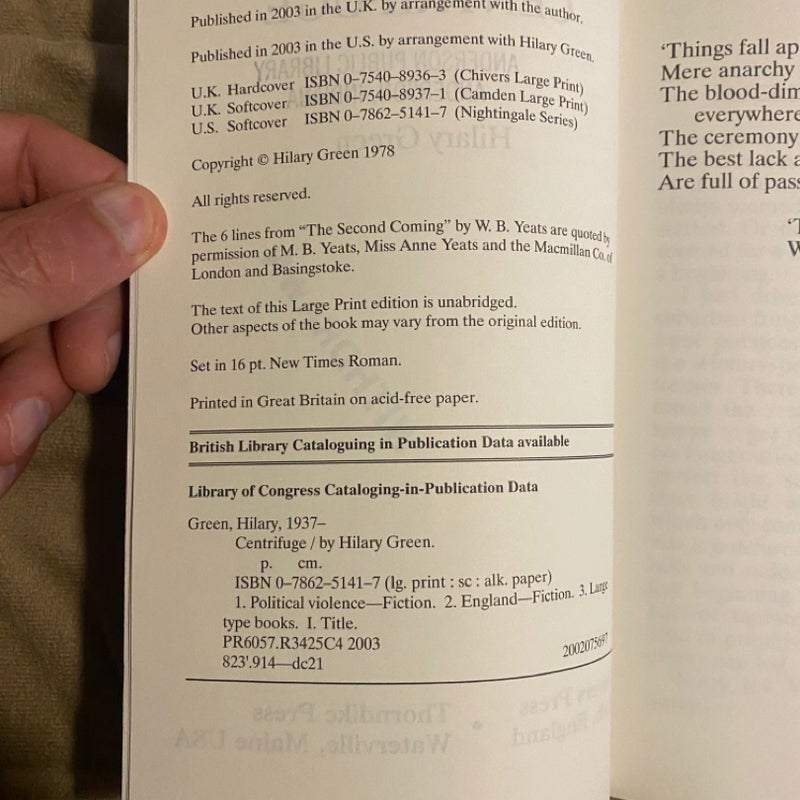 Published in 2003 in the U.K. by arrangement with the author.
Published in 2003 in the U.S. by arrangement with Hilary Green.
U.K. Hardcover ISBN 0–7540–8936–3 (Chivers Large Print)
U.K. Softcover ISBN 0–7540–8937–1 (Camden Large Print)
U.S. Softcover ISBN 0–7862–5141–7 (Nightingale Series)
Copyright © Hilary Green 1978
All rights reserved.
The 6 lines from “The Second Coming” by W. B. Yeats are quoted by
permission of M. B. Yeats, Miss Anne Yeats and the Macmillan Co. of
London and Basingstoke.
The text of this Large Print edition is unabridged.
Other aspects of the book may vary from the original edition.
Set in 16 pt. New Times Roman.
Printed in Great Britain on acid-free paper.
British Library Cataloguing in Publication Data available
Library of Congress Cataloging-in-Publication Data
Green, Hilary, 1937–
Centrifuge / by Hilary Green.
p. cm.
ISBN 0–7862–5141–7 (lg. print : sc : alk. paper)
1. Political violence—Fiction. 2. England—Fiction. 3. Large
type books. I. Title.
PR6057.R3425C4 2003
823'.914—dc21
2002075697
‘Things fall ap
Mere anarchy
The blood-dim
everywhere
The ceremony
The best lack a
Are full of pass
‘T
W